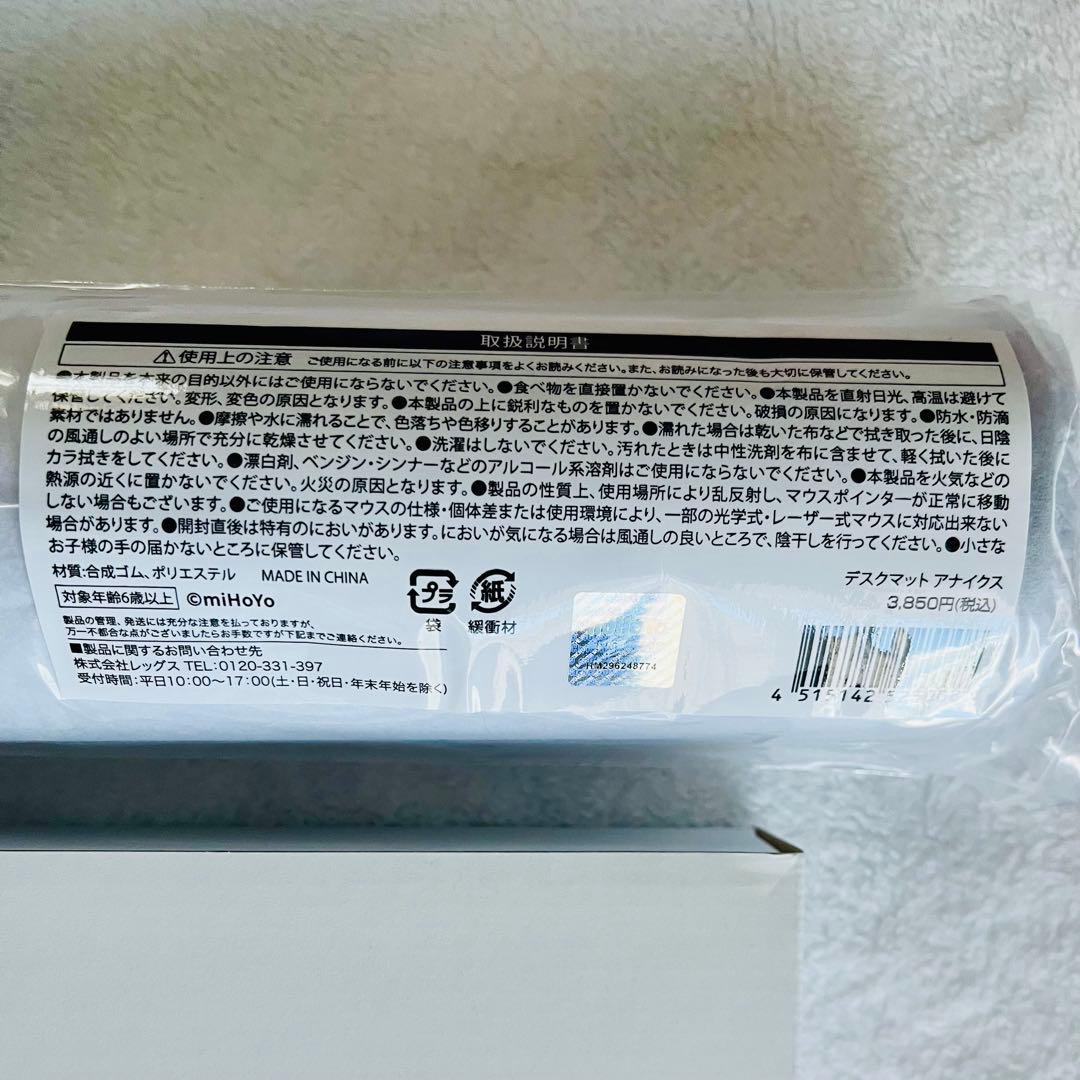 取扱説明書
⚠使用上の注意 ご使用になる前に以下の注意事項をよくお読みください。また、お読みになった後も大切に保管してください。
●本製品を本来の目的以外にはご使用にならないでください。●食べ物を直接置かないでください。●本製品を直射日光、高温は避けて
保管してください。変形、変色の原因となります。●本製品の上に鋭利なものを置かないでください。破損の原因になります。●防水・防滴
素材ではありません。●摩擦や水に濡れることで、色落ちや色移りすることがあります。●濡れた場合は乾いた布などで拭き取った後に、日陰
の風通しのよい場所で充分に乾燥させてください。●洗濯はしないでください。汚れたときは中性洗剤を布に含ませて、軽く拭いた後に
カラ拭きをしてください。●漂白剤、ベンジン・シンナーなどのアルコール系溶剤はご使用にならないでください。●本製品を火気などの
熱源の近くに置かないでください。火災の原因となります。●製品の性質上、使用場所により乱反射し、マウスポインターが正常に移動
しない場合もございます。●ご使用になるマウスの仕様・個体差または使用環境により、一部の光学式・レーザー式マウスに対応出来ない
場合があります。●開封直後は特有のにおいがあります。においが気になる場合は風通しの良いところで、陰干しを行ってください。●小さな
お子様の手の届かないところに保管してください。
材質:合成ゴム、ポリエステル MADE IN CHINA
対象年齢6歳以上 ©miHoYo
プラ
袋
紙
緩衝材
製品の管理、発送には充分な注意を払っておりますが、
万一不都合な点がございましたらお手数ですが下記までご連絡ください。
■製品に関するお問い合わせ先
株式会社レッグス TEL:0120-331-397
受付時間:平日10:00〜17:00(土・日・祝日・年末年始を除く)
HM296248774
デスクマット アナイクス
3,850円(税込)
4 515142